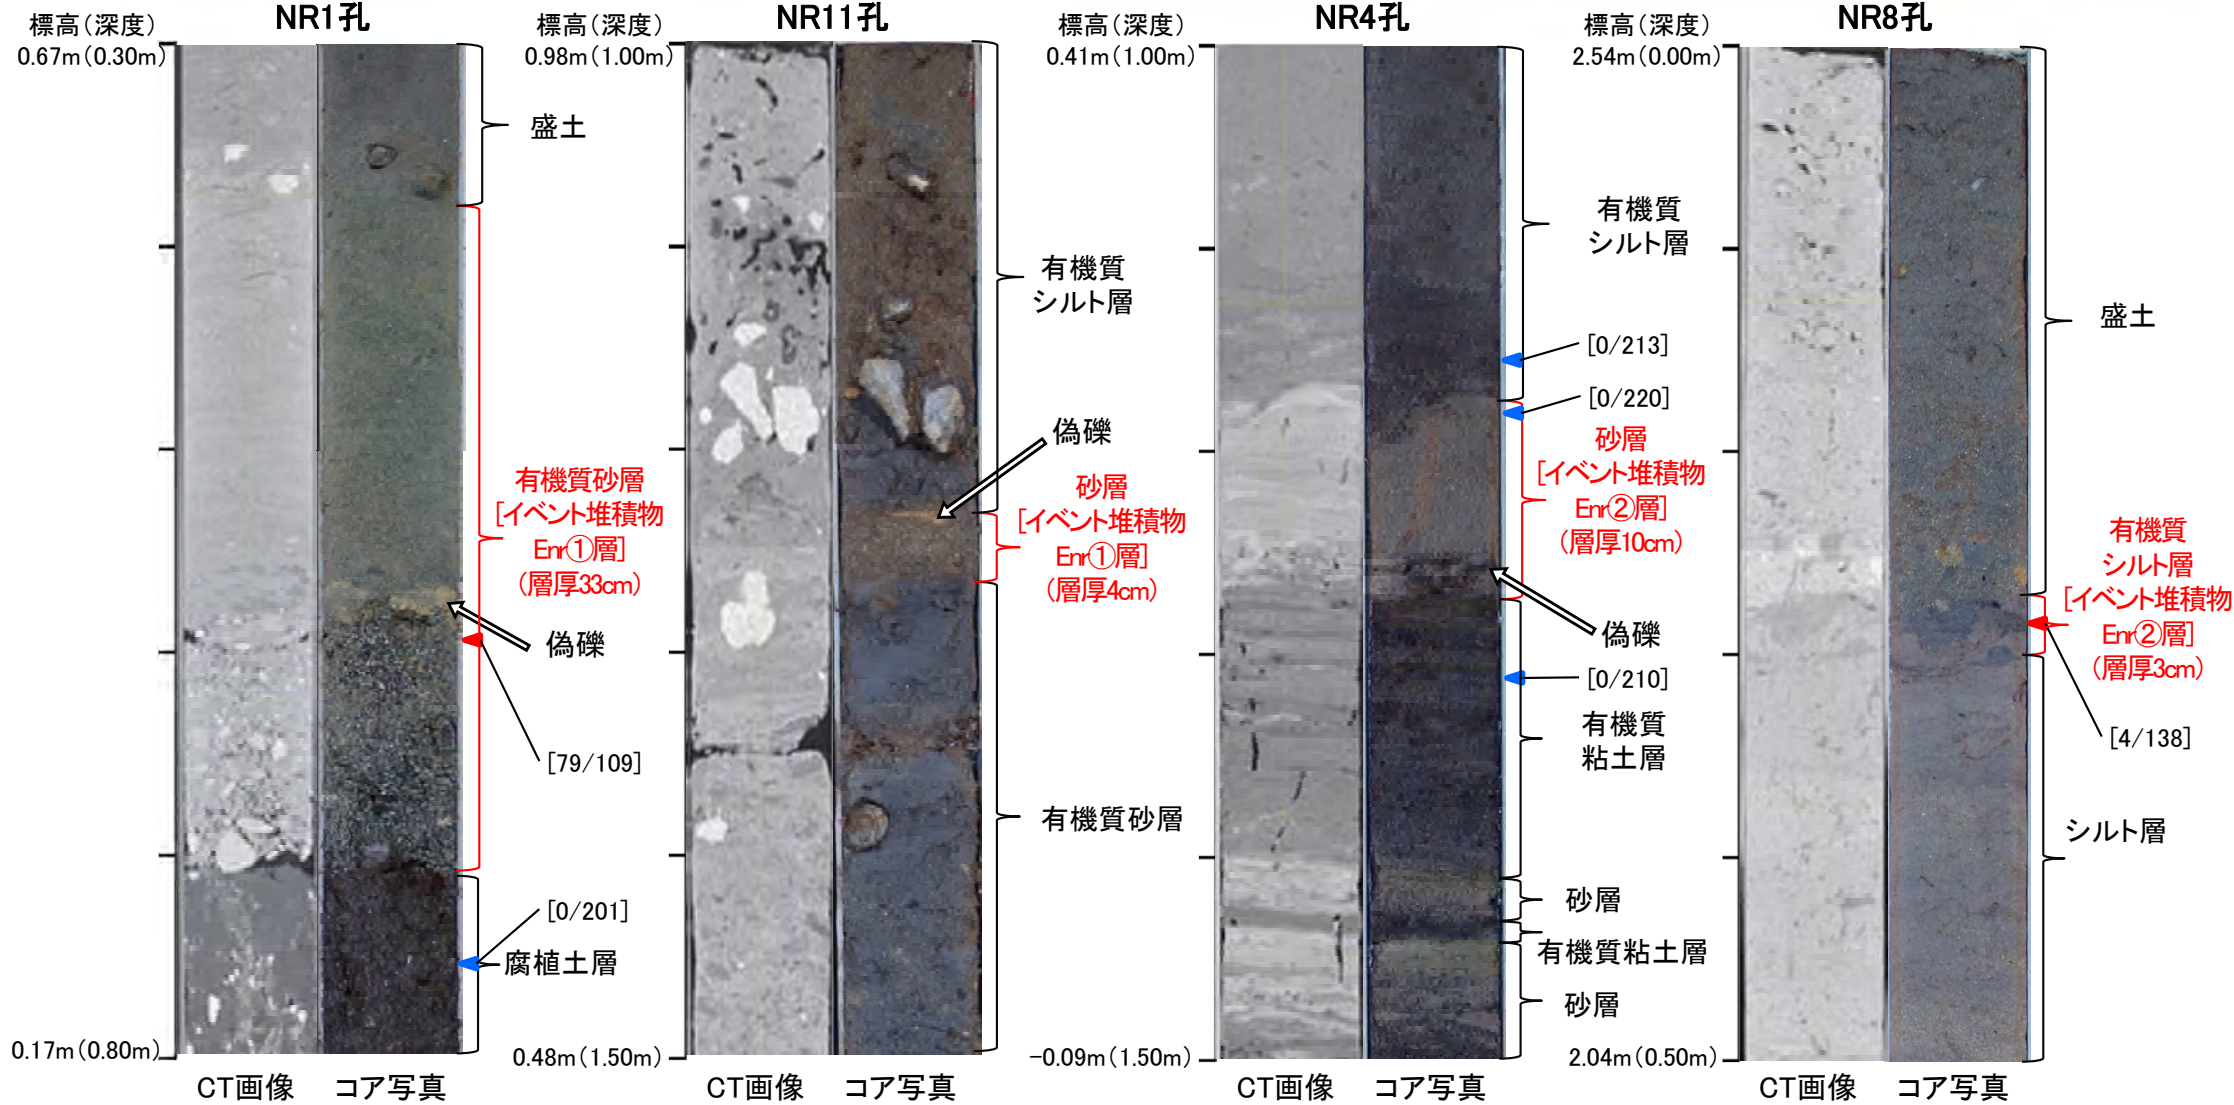 NR1孔
標高(深度)
0.67m(0.30m)
盛土
有機質砂層
[イベント堆積物
Enr①層]
(層厚33cm)
偽礫
[79/109]
[0/201]
腐植土層
0.17m(0.80m)
CT画像
コア写真
NR11孔
標高(深度)
0.98m(1.00m)
有機質
シルト層
偽礫
砂層
[イベント堆積物
Enr①層]
(層厚4cm)
有機質砂層
0.48m(1.50m)
CT画像
コア写真
NR4孔
標高(深度)
0.41m(1.00m)
有機質
シルト層
[0/213]
[0/220]
砂層
[イベント堆積物
Enr②層]
(層厚10cm)
偽礫
[0/210]
有機質
粘土層
砂層
有機質粘土層
砂層
-0.09m(1.50m)
CT画像
コア写真
NR8孔
標高(深度)
2.54m(0.00m)
盛土
有機質
シルト層
[イベント堆積物
Enr②層]
(層厚3cm)
[4/138]
シルト層
2.04m(0.50m)
CT画像
コア写真